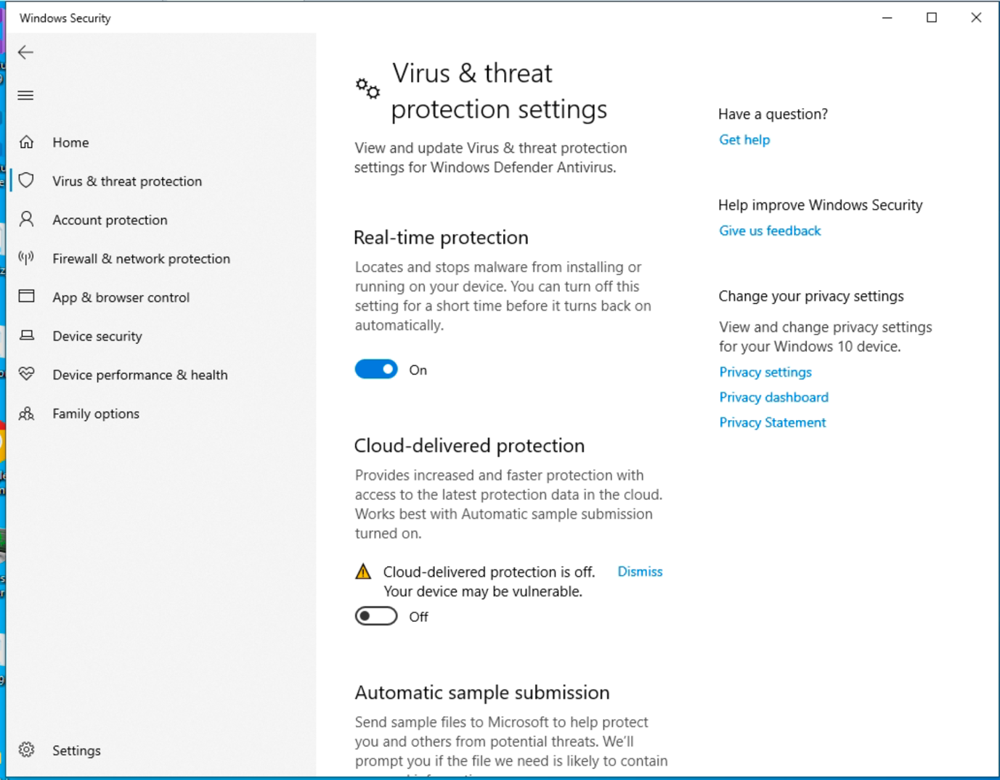 Windows Security
Home
Virus & threat protection
Account protection
Firewall & network protection
App & browser control
Device security
Device performance & health
Family options
Settings
Virus & threat
protection settings
View and update Virus & threat protection
settings for Windows Defender Antivirus.
Real-time protection
Locates and stops malware from installing or
running on your device. You can turn off this
setting for a short time before it turns back on
automatically.
On
Cloud-delivered protection
Provides increased and faster protection with
access to the latest protection data in the cloud.
Works best with Automatic sample submission
turned on.
Cloud-delivered protection is off. Dismiss
Your device may be vulnerable.
Off
Automatic sample submission
Send sample files to Microsoft to help protect
you and others from potential threats. We'll
prompt you if the file we need is likely to contain
Have a question?
Get help
Help improve Windows Security
Give us feedback
Change your privacy settings
View and change privacy settings
for your Windows 10 device.
Privacy settings
Privacy dashboard
Privacy Statement